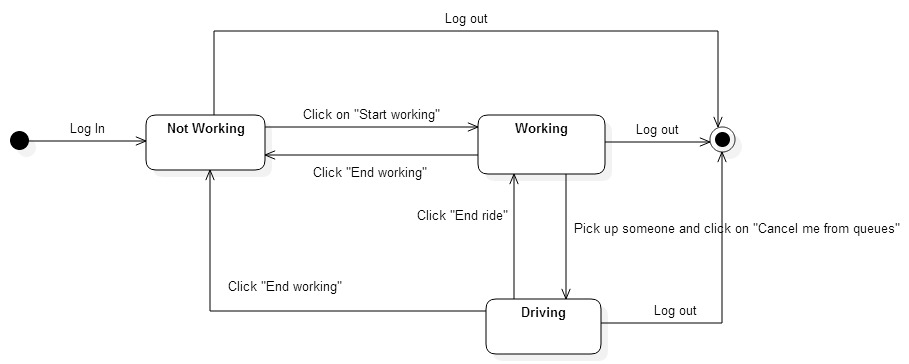 Log out
Click on "Start working"
Log In
Not Working
Working
Log out
Click "End working"
Click "End ride"
Pick up someone and click on "Cancel me from queues"
Click "End working"
Driving
Log out